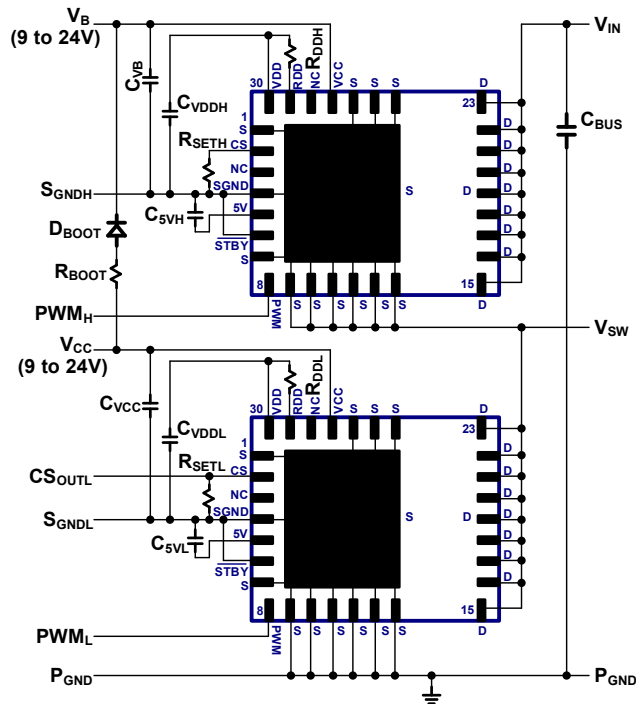 VB
(9 to 24V)
CVB
CVDDH
RDDH
VIN
30
VDD
RDD
NC
VCC
S
S
S
D
23
1
S
CS
NC
SGND
5V
STBY
S
RSETH
SGNDH
C5VH
DBOOT
RBOOT
S
D
D
D
D
D
D
D
D
CBUS
8
15
D
PWMH
PWM
S
S
S
S
S
S
VSW
VCC
(9 to 24V)
CVCC
CVDDL
RDDL
30
VDD
RDD
NC
VCC
S
S
S
D
23
1
S
CS
NC
SGND
5V
STBY
S
CSOUTL
RSETL
SGNDL
C5VL
S
D
D
D
D
D
D
D
D
8
15
D
PWML
PWM
S
S
S
S
S
S
PGND
PGND